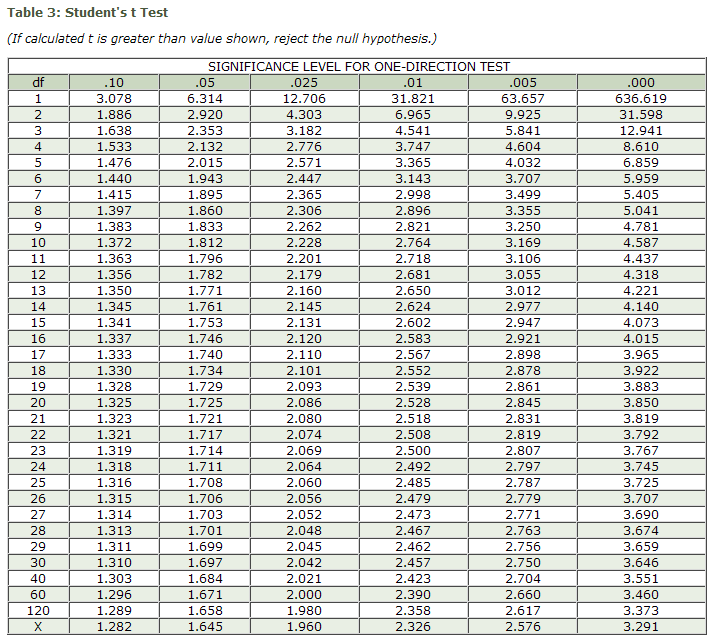 Table 3: Student's t Test
(If calculated t is greater than value shown, reject the null hypothesis.)
SIGNIFICANCE LEVEL FOR ONE-DIRECTION TEST
df .10 .05 .025 .01 .005 .000
1 3.078 6.314 12.706 31.821 63.657 636.619
2 1.886 2.920 4.303 6.965 9.925 31.598
3 1.638 2.353 3.182 4.541 5.841 12.941
4 1.533 2.132 2.776 3.747 4.604 8.610
5 1.476 2.015 2.571 3.365 4.032 6.859
6 1.440 1.943 2.447 3.143 3.707 5.959
7 1.415 1.895 2.365 2.998 3.499 5.405
8 1.397 1.860 2.306 2.896 3.355 5.041
9 1.383 1.833 2.262 2.821 3.250 4.781
10 1.372 1.812 2.228 2.764 3.169 4.587
11 1.363 1.796 2.201 2.718 3.106 4.437
12 1.356 1.782 2.179 2.681 3.055 4.318
13 1.350 1.771 2.160 2.650 3.012 4.221
14 1.345 1.761 2.145 2.624 2.977 4.140
15 1.341 1.753 2.131 2.602 2.947 4.073
16 1.337 1.746 2.120 2.583 2.921 4.015
17 1.333 1.740 2.110 2.567 2.898 3.965
18 1.330 1.734 2.101 2.552 2.878 3.922
19 1.328 1.729 2.093 2.539 2.861 3.883
20 1.325 1.725 2.086 2.528 2.845 3.850
21 1.323 1.721 2.080 2.518 2.831 3.819
22 1.321 1.717 2.074 2.508 2.819 3.792
23 1.319 1.714 2.069 2.500 2.807 3.767
24 1.318 1.711 2.064 2.492 2.797 3.745
25 1.316 1.708 2.060 2.485 2.787 3.725
26 1.315 1.706 2.056 2.479 2.779 3.707
27 1.314 1.703 2.052 2.473 2.771 3.690
28 1.313 1.701 2.048 2.467 2.763 3.674
29 1.311 1.699 2.045 2.462 2.756 3.659
30 1.310 1.697 2.042 2.457 2.750 3.646
40 1.303 1.684 2.021 2.423 2.704 3.551
60 1.296 1.671 2.000 2.390 2.660 3.460
120 1.289 1.658 1.980 2.358 2.617 3.373
X 1.282 1.645 1.960 2.326 2.576 3.291